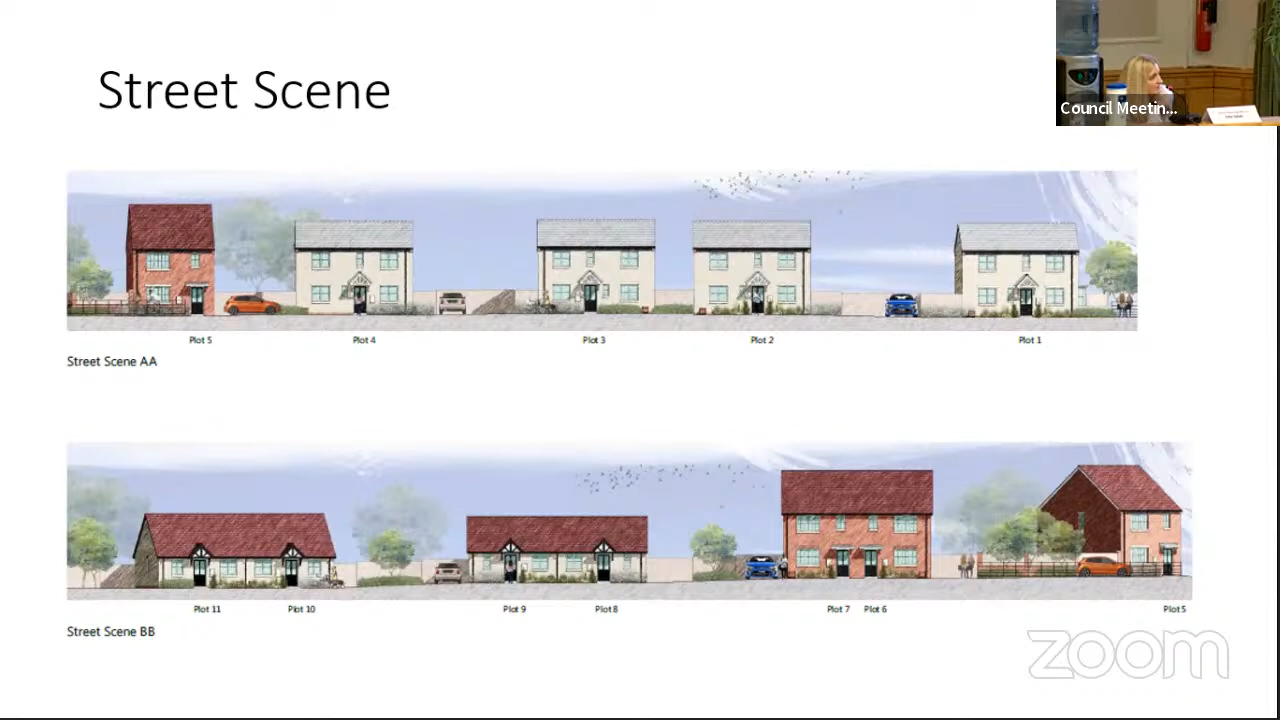 Street Scene
Council Meetin...
Plot 5
Plot 4
Plot 3
Plot 2
Plot 1
Street Scene AA
Plot 11
Plot 10
Plot 9
Plot 8
Plot 7
Plot 6
Plot 5
Street Scene BB
zoom